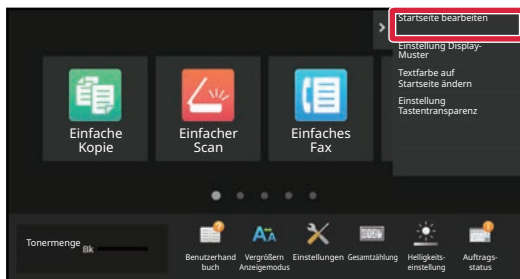 Startseite bearbeiten
Einstellung Display-
Muster
Textfarbe auf
Startseite ändern
Einstellung
Tastentransparenz
Einfache
Kopie
Einfacher
Scan
Einfaches
Fax
Tonermenge
Bk
Benutzerhand
buch
Vergrößern
Anzeigemodus
Einstellungen
Gesamtzählung
Helligkeits-
einstellung
Auftrags-
status